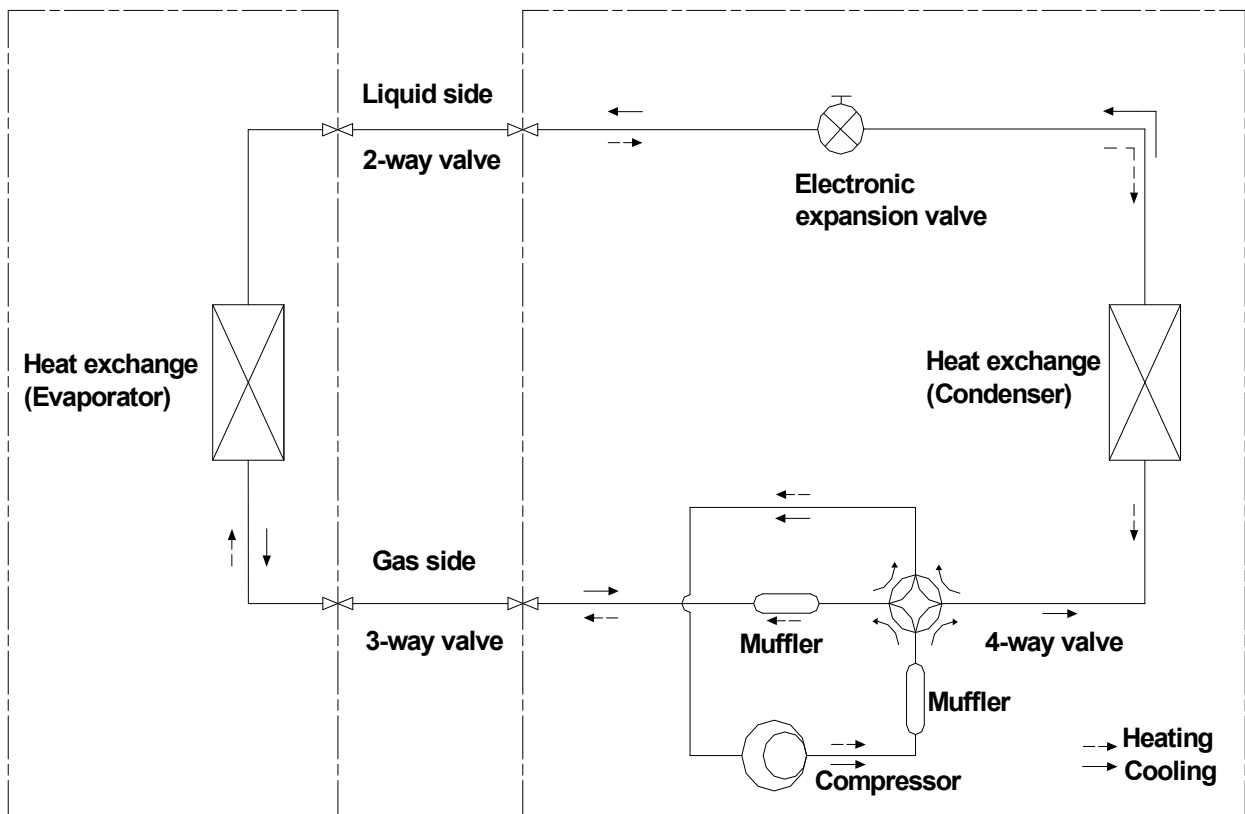 Liquid side
2-way valve
Electronic
expansion valve
Heat exchange
(Evaporator)
Heat exchange
(Condenser)
Gas side
3-way valve
Muffler
4-way valve
Muffler
Compressor
Heating
Cooling